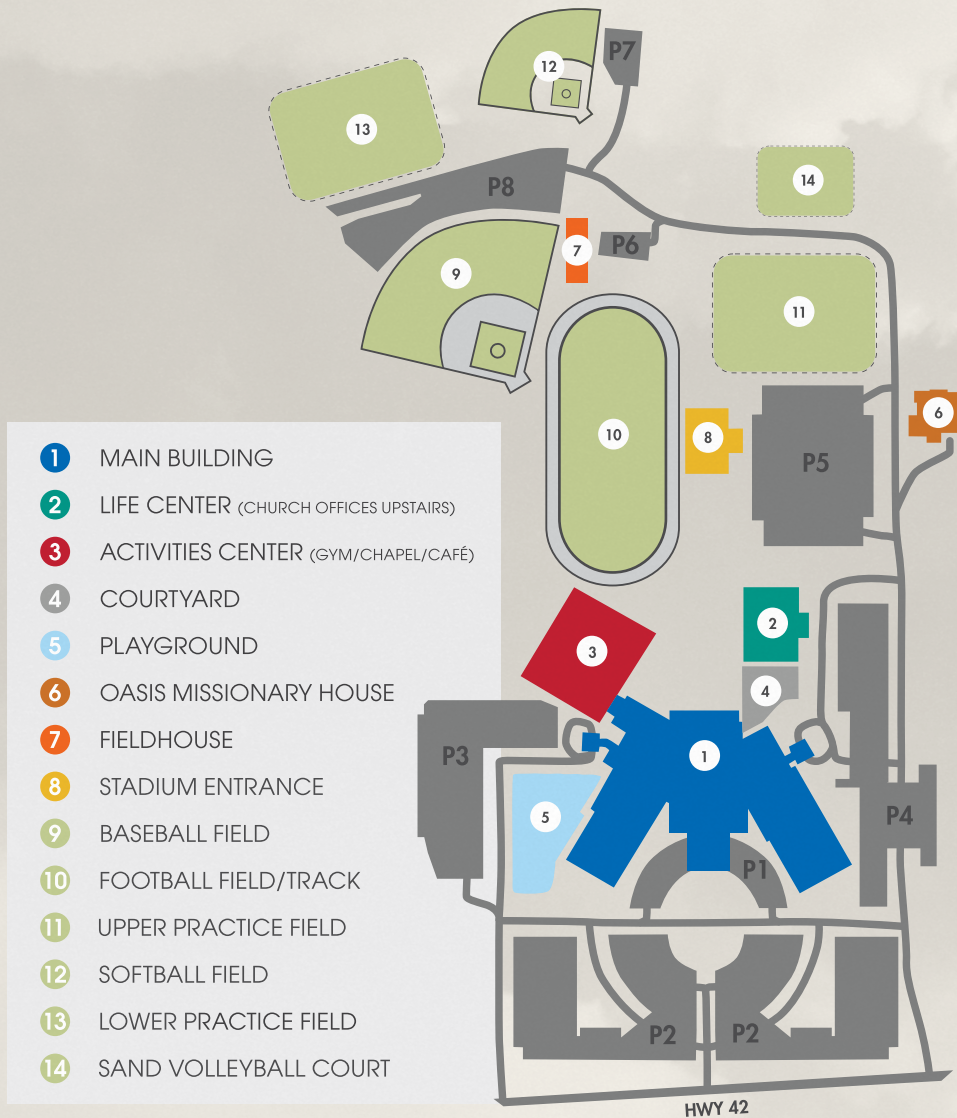 12
P7
13
P8
14
7
P6
9
11
10
8
6
P5
1 MAIN BUILDING
2 LIFE CENTER (CHURCH OFFICES UPSTAIRS)
3 ACTIVITIES CENTER (GYM/CHAPEL/CAFÉ)
4 COURTYARD
5 PLAYGROUND
6 OASIS MISSIONARY HOUSE
7 FIELDHOUSE
8 STADIUM ENTRANCE
9 BASEBALL FIELD
10 FOOTBALL FIELD/TRACK
11 UPPER PRACTICE FIELD
12 SOFTBALL FIELD
13 LOWER PRACTICE FIELD
14 SAND VOLLEYBALL COURT
2
3
4
P3
1
5
P4
P1
P2
P2
HWY 42